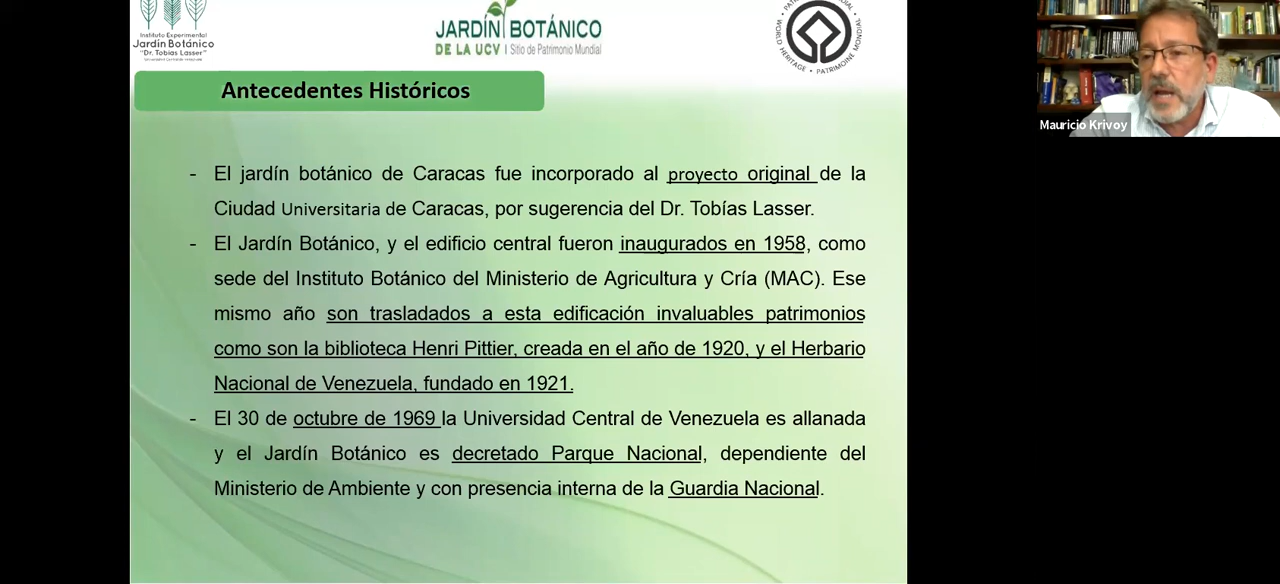 Instituto Experimental
Jardín Botánico
"Dr. Tobías Lasser"
JARDÍN BOTÁNICO
DE LA UCV | Sitio de Patrimonio Mundial
WORLD HERITAGE • PATRIMOINE MONDIAL
Mauricio Krivoy
Antecedentes Históricos
- El jardín botánico de Caracas fue incorporado al proyecto original de la
Ciudad Universitaria de Caracas, por sugerencia del Dr. Tobías Lasser.
- El Jardín Botánico, y el edificio central fueron inaugurados en 1958, como
sede del Instituto Botánico del Ministerio de Agricultura y Cría (MAC). Ese
mismo año son trasladados a esta edificación invaluables patrimonios
como son la biblioteca Henri Pittier, creada en el año de 1920, y el Herbario
Nacional de Venezuela, fundado en 1921.
- El 30 de octubre de 1969 la Universidad Central de Venezuela es allanada
y el Jardín Botánico es decretado Parque Nacional, dependiente del
Ministerio de Ambiente y con presencia interna de la Guardia Nacional.